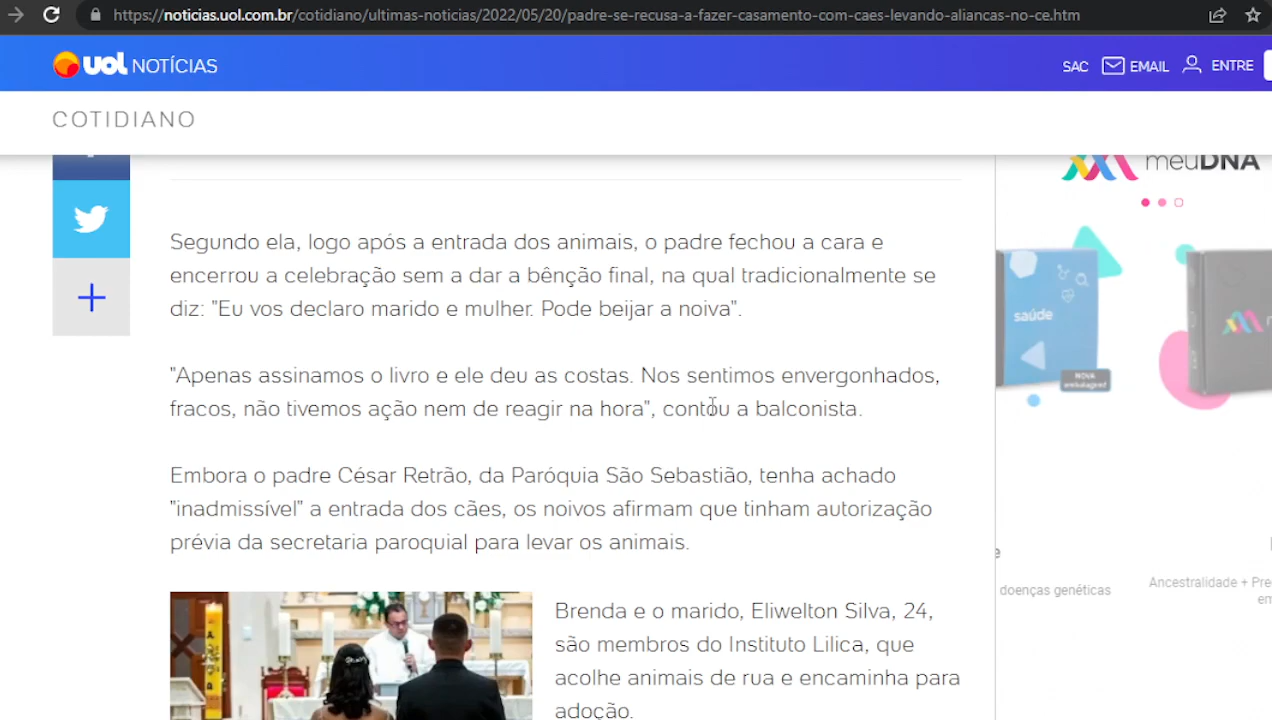 https://noticias.uol.com.br/cotidiano/ultimas-noticias/2022/05/20/padre-se-recusa-a-fazer-casamento-com-caes-levando-aliancas-no-ce.htm
UOL NOTÍCIAS
SAC EMAIL ENTRE
COTIDIANO
meuDNA
Segundo ela, logo após a entrada dos animais, o padre fechou a cara e
encerrou a celebração sem a dar a bênção final, na qual tradicionalmente se
diz: "Eu vos declaro marido e mulher. Pode beijar a noiva".
saúde
NOVA
embalagem!
"Apenas assinamos o livro e ele deu as costas. Nos sentimos envergonhados,
fracos, não tivemos ação nem de reagir na hora", contou a balconista.
Embora o padre César Retrão, da Paróquia São Sebastião, tenha achado
"inadmissível" a entrada dos cães, os noivos afirmam que tinham autorização
prévia da secretaria paroquial para levar os animais.
doenças genéticas
Ancestralidade +
Brenda e o marido, Eliwelton Silva, 24,
são membros do Instituto Lilica, que
acolhe animais de rua e encaminha para
adoção.